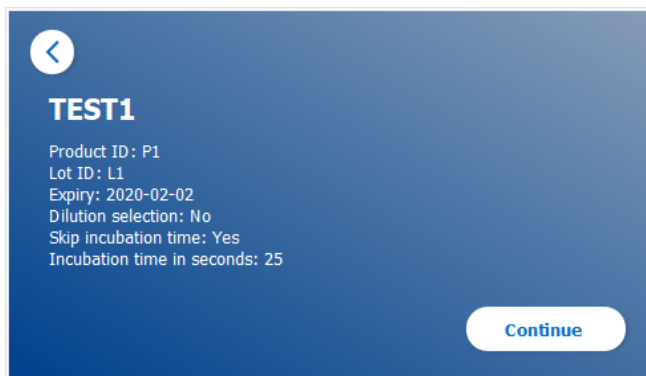 TEST1
Product ID: P1
Lot ID: L1
Expiry: 2020-02-02
Dilution selection: No
Skip incubation time: Yes
Incubation time in seconds: 25
Continue